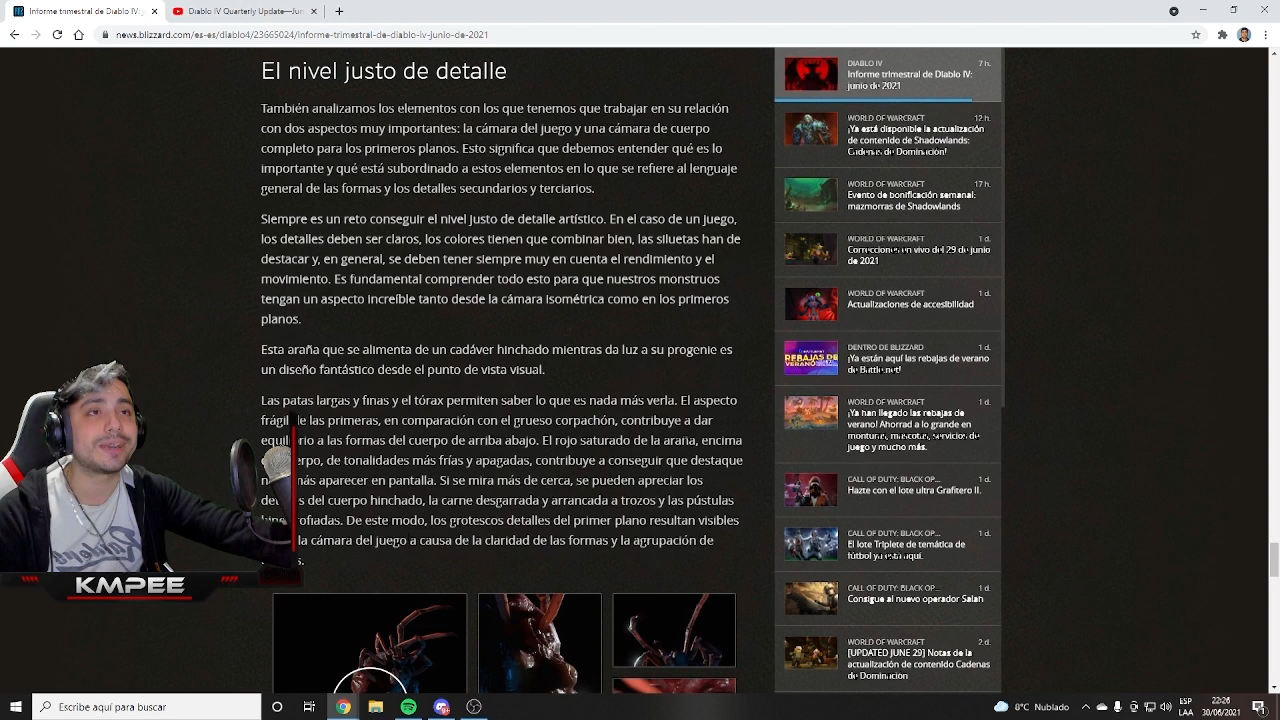 Informe trimestral de Diablo IV:
Diablo IV Quarterly Update—Jun
news.blizzard.com/es-es/diablo4/23665024/informe-trimestral-de-diablo-iv-junio-de-2021
El nivel justo de detalle
También analizamos los elementos con los que tenemos que trabajar en su relación
con dos aspectos muy importantes: la cámara del juego y una cámara de cuerpo
completo para los primeros planos. Esto significa que debemos entender qué es lo
importante y qué está subordinado a estos elementos en lo que se refiere al lenguaje
general de las formas y los detalles secundarios y terciarios.
Siempre es un reto conseguir el nivel justo de detalle artístico. En el caso de un juego,
los detalles deben ser claros, los colores tienen que combinar bien, las siluetas han de
destacar y, en general, se deben tener siempre muy en cuenta el rendimiento y el
movimiento. Es fundamental comprender todo esto para que nuestros monstruos
tengan un aspecto increíble tanto desde la cámara isométrica como en los primeros
planos.
Esta araña que se alimenta de un cadáver hinchado mientras da luz a su progenie es
un diseño fantástico desde el punto de vista visual.
Las patas largas y finas y el tórax permiten saber lo que es nada más verla. El aspecto
frágil de las primeras, en comparación con el grueso corpachón, contribuye a dar
equil rio a las formas del cuerpo de arriba abajo. El rojo saturado de la araña, encima
erpo, de tonalidades más frías y apagadas, contribuye a conseguir que destaque
más aparecer en pantalla. Si se mira más de cerca, se pueden apreciar los
del cuerpo hinchado, la carne desgarrada y arrancada a trozos y las pústulas
ofiadas. De este modo, los grotescos detalles del primer plano resultan visibles
la cámara del juego a causa de la claridad de las formas y la agrupación de
KMPEE
DIABLO IV 7 h.
Informe trimestral de Diablo IV:
junio de 2021
WORLD OF WARCRAFT 12 h.
¡Ya está disponible la actualización
de contenido de Shadowlands:
Cadenas de Dominación!
WORLD OF WARCRAFT 17 h.
Evento de bonificación semanal:
mazmorras de Shadowlands
WORLD OF WARCRAFT 1 d.
Correcciones en vivo del 29 de junio
de 2021
WORLD OF WARCRAFT 1 d.
Actualizaciones de accesibilidad
DENTRO DE BLIZZARD 1 d.
REBAJAS DE
VERANO
¡Ya están aquí las rebajas de verano
de Battle.net!
WORLD OF WARCRAFT 1 d.
¡Ya han llegado las rebajas de
verano! Ahorrad a lo grande en
monturas, mascotas, servicios de
juego y mucho más.
CALL OF DUTY: BLACK OP... 1 d.
Hazte con el lote ultra Grafitero II.
CALL OF DUTY: BLACK OP... 1 d.
El lote Triplete de temática de
fútbol ya está aquí.
CALL OF DUTY: BLACK OP... 1 d.
Consigue al nuevo operador Salah
WORLD OF WARCRAFT 2 d.
[UPDATED JUNE 29] Notas de la
actualización de contenido Cadenas
de Dominación
Escribe aquí para buscar
8°C Nublado
ESP
LAA
22:26
30/06/2021